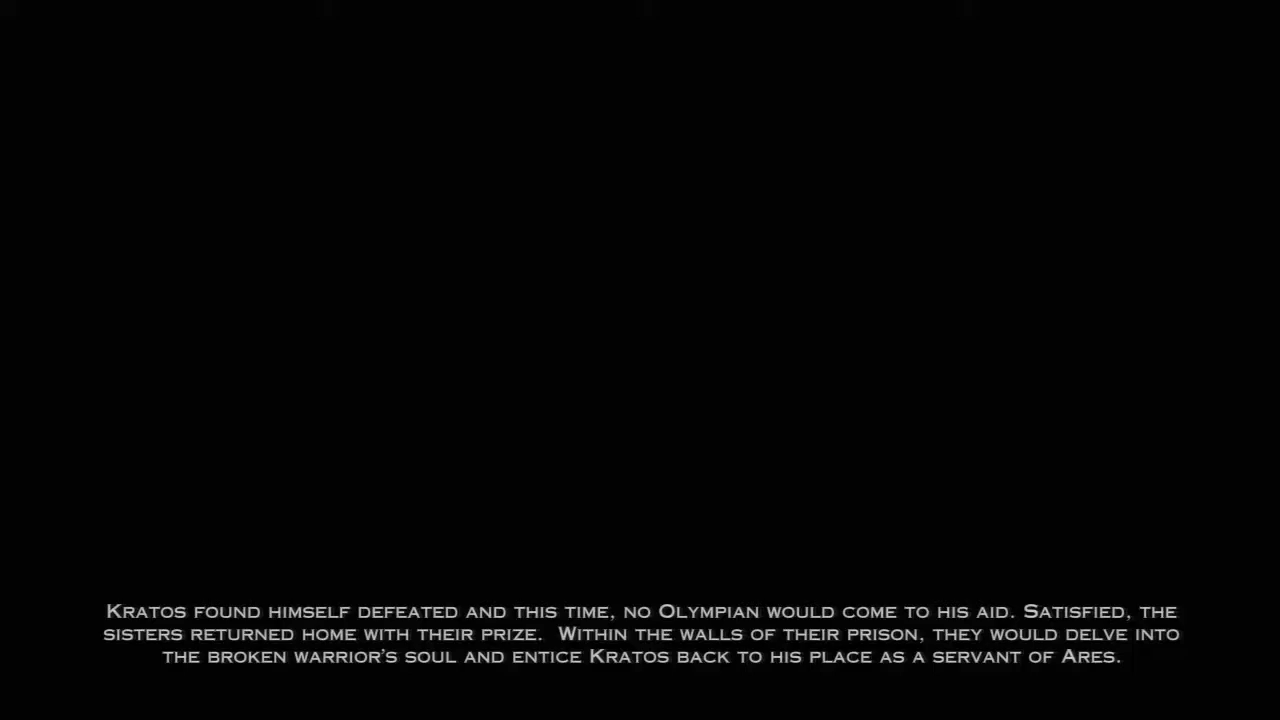 Kratos found himself defeated and this time, no Olympian would come to his aid. Satisfied, the
sisters returned home with their prize.  Within the walls of their prison, they would delve into
the broken warrior's soul and entice Kratos back to his place as a servant of Ares.